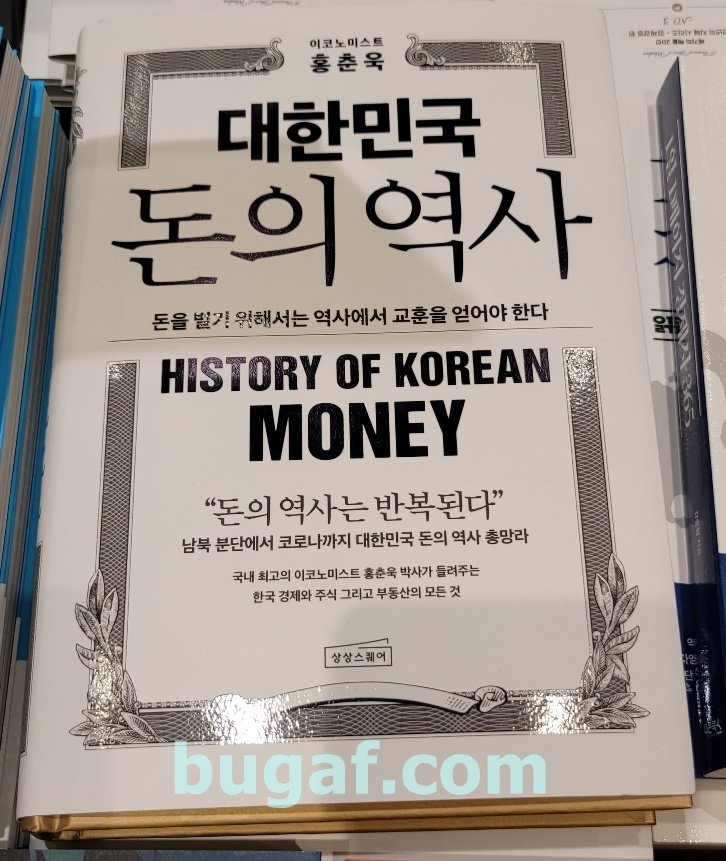 이코노미스트
홍춘욱
대한민국
돈의 역사
돈을 벌기 위해서는 역사에서 교훈을 얻어야 한다
HISTORY OF KOREAN
MONEY
“돈의 역사는 반복된다”
남북 분단에서 코로나까지 대한민국 돈의 역사 총망라
국내 최고의 이코노미스트 홍춘욱 박사가 들려주는
한국 경제와 주식 그리고 부동산의 모든 것
상상스퀘어
bugaf.com
NO. 3